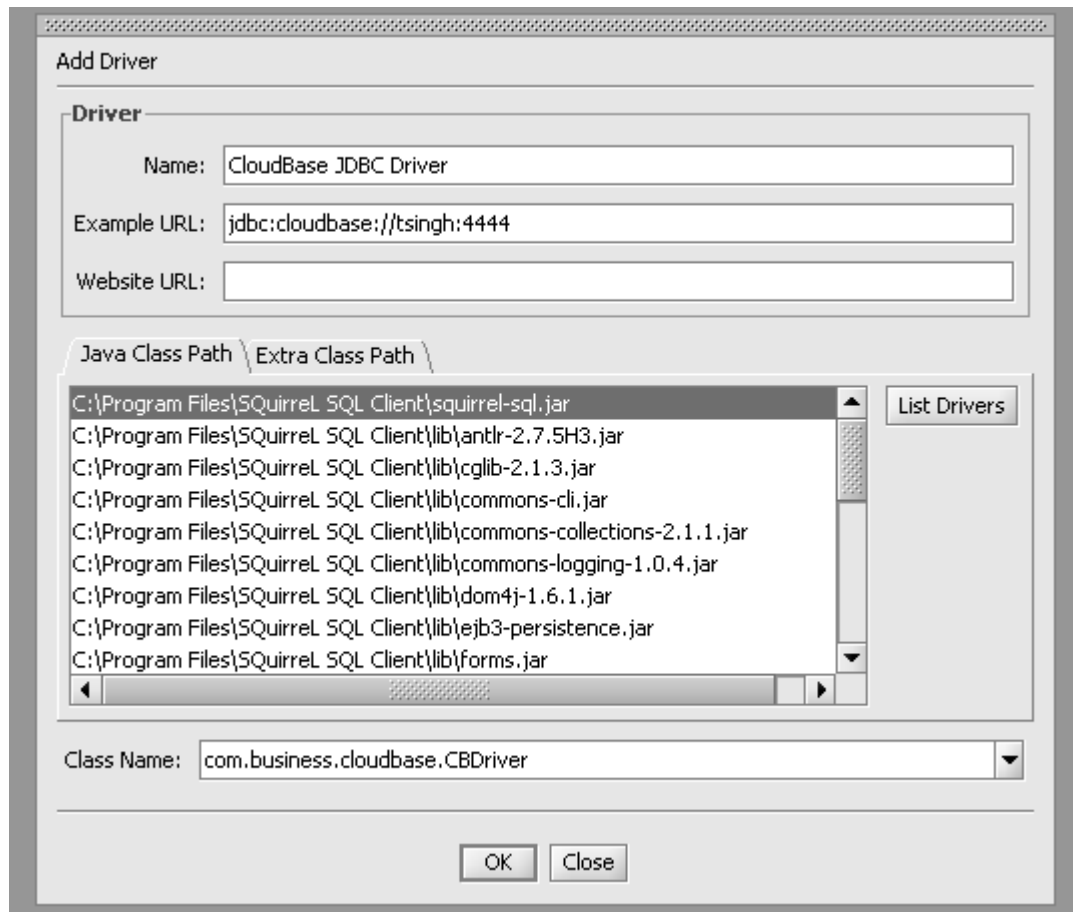 Add Driver
Driver
Name: CloudBase JDBC Driver
Example URL: jdbc:cloudbase://tsingh:4444
Website URL:
Java Class Path Extra Class Path
C:\Program Files\SQuirreL SQL Client\squirrel-sql.jar
List Drivers
C:\Program Files\SQuirreL SQL Client\lib\antlr-2.7.5H3.jar
C:\Program Files\SQuirreL SQL Client\lib\cglib-2.1.3.jar
C:\Program Files\SQuirreL SQL Client\lib\commons-cli.jar
C:\Program Files\SQuirreL SQL Client\lib\commons-collections-2.1.1.jar
C:\Program Files\SQuirreL SQL Client\lib\commons-logging-1.0.4.jar
C:\Program Files\SQuirreL SQL Client\lib\dom4j-1.6.1.jar
C:\Program Files\SQuirreL SQL Client\lib\ejb3-persistence.jar
C:\Program Files\SQuirreL SQL Client\lib\forms.jar
Class Name: com.business.cloudbase.CBDriver
OK Close